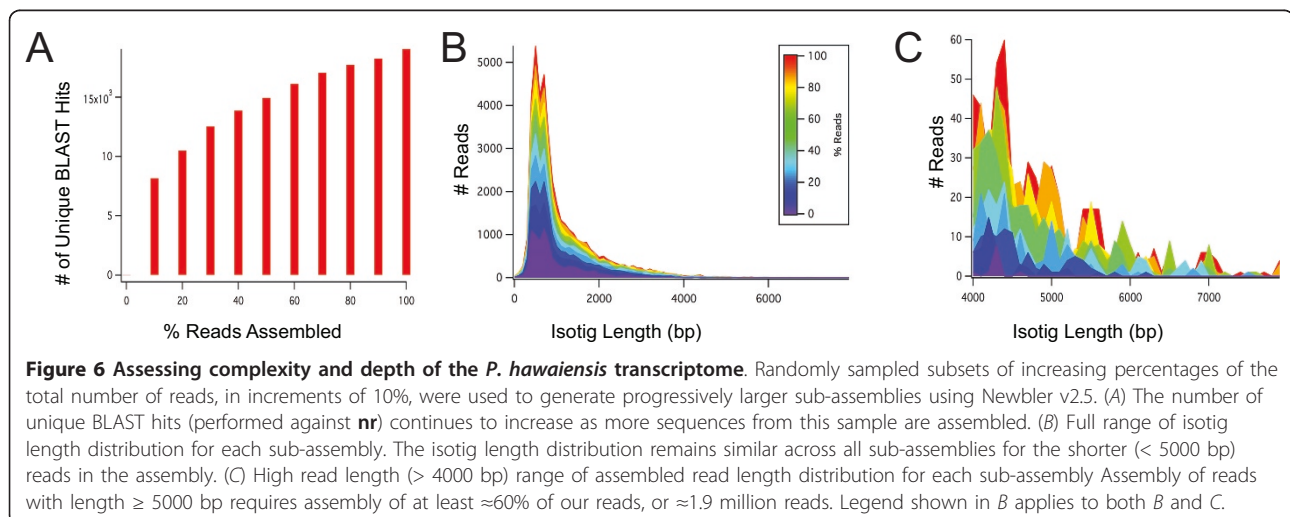 A
# of Unique BLAST Hits
15x10³
10
5
0
0 20 40 60 80 100
% Reads Assembled
B
# Reads
5000
4000
3000
2000
1000
0
0 2000 4000 6000
Isotig Length (bp)
100
80
60
40
20
0
% Reads
C
# Reads
60
50
40
30
20
10
0
4000 5000 6000 7000
Isotig Length (bp)
Figure 6 Assessing complexity and depth of the P. hawaiensis transcriptome. Randomly sampled subsets of increasing percentages of the
total number of reads, in increments of 10%, were used to generate progressively larger sub-assemblies using Newbler v2.5. (A) The number of
unique BLAST hits (performed against nr) continues to increase as more sequences from this sample are assembled. (B) Full range of isotig
length distribution for each sub-assembly. The isotig length distribution remains similar across all sub-assemblies for the shorter (< 5000 bp)
reads in the assembly. (C) High read length (> 4000 bp) range of assembled read length distribution for each sub-assembly Assembly of reads
with length ≥ 5000 bp requires assembly of at least ≈60% of our reads, or ≈1.9 million reads. Legend shown in B applies to both B and C.